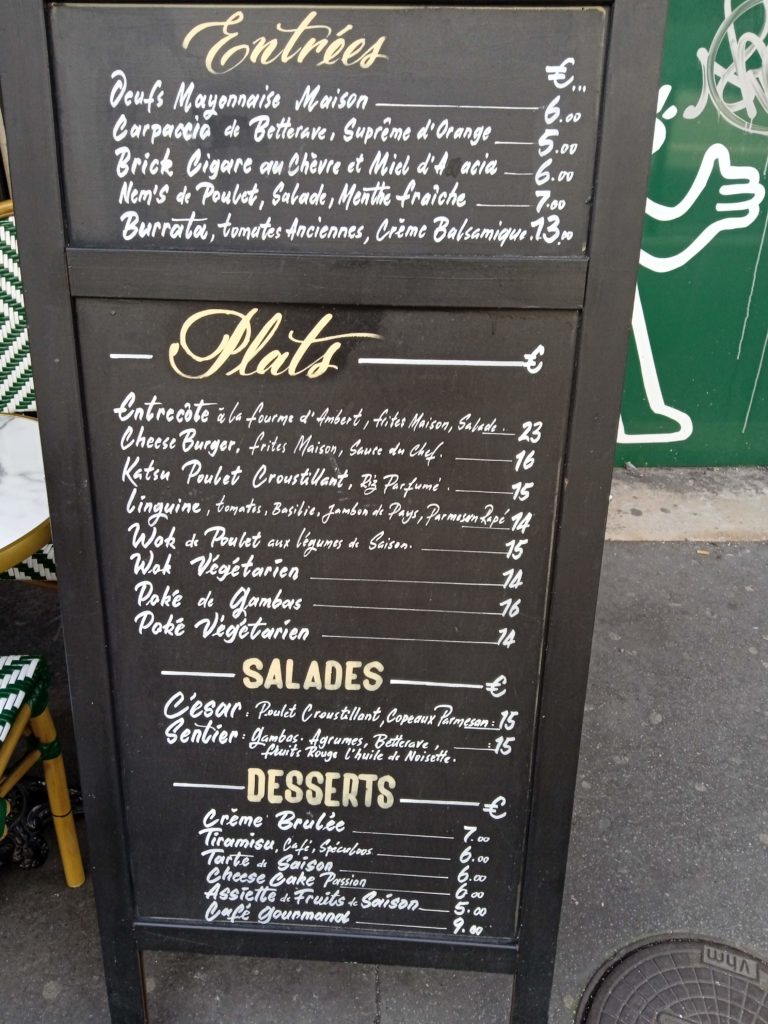 Entrées
€...
Oeufs Mayonnaise Maison 6.00
Carpaccio de Betterave, Suprême d'Orange 5.00
Brick Cigare au Chèvre et Miel d'A acia 6.00
Nem's de Poulet, Salade, Menthe fraîche 7.00
Burrata, tomates Anciennes, Crème Balsamique. 13.00
Plats €
Entrecôte à la fourme d'Ambert, frites Maison, Salade. 23
Cheese Burger, frites Maison, Sauce du Chef. 16
Katsu Poulet Croustillant, Riz Parfumé. 15
Linguine, tomates, Basilic, Jambon de Pays, Parmesan Rapé 14
Wok de Poulet aux légumes de Saison. 15
Wok Végétarien 14
Poké de Gambas 16
Poké Végétarien 14
SALADES €
César: Poulet Croustillant, Copeaux Parmesan: 15
Sentier: Gambas. Agrumes, Betterave, : 15
fruits Rouge l'huile de Noisette.
DESSERTS €
Crème Brulée 7.00
Tiramisu, Café, Spéculoos 6.00
Tarte de Saison 6.00
Cheese Cake Passion 6.00
Assiette de Fruits de Saison 5.00
Café Gourmand 9.00
vhm